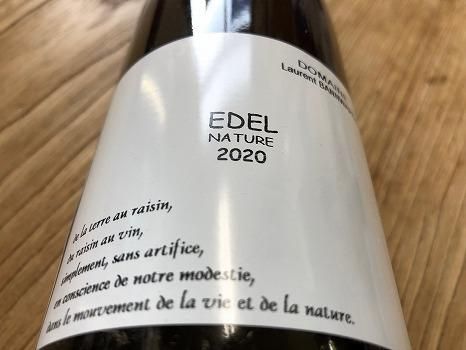 DOMAINE
Laurent
EDEL
NATURE
2020
de la terre au raisin,
du raisin au vin,
simplement, sans artifice,
en conscience de notre modestie,
dans le mouvement de la vie et de la nature.